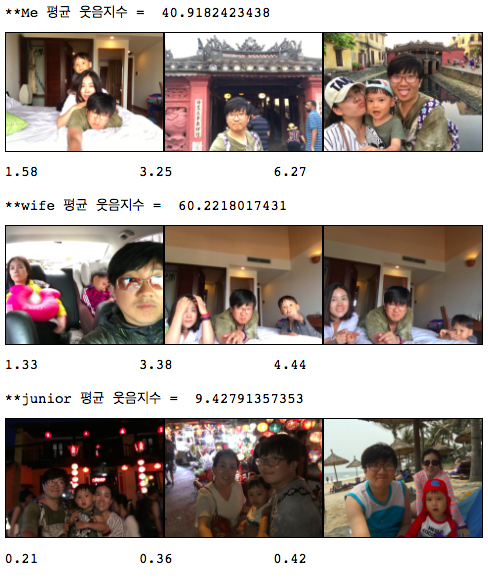 **Me 평균 웃음지수 = 40.9182423438
1.58 3.25 6.27
**wife 평균 웃음지수 = 60.2218017431
1.33 3.38 4.44
**junior 평균 웃음지수 = 9.42791357353
0.21 0.36 0.42